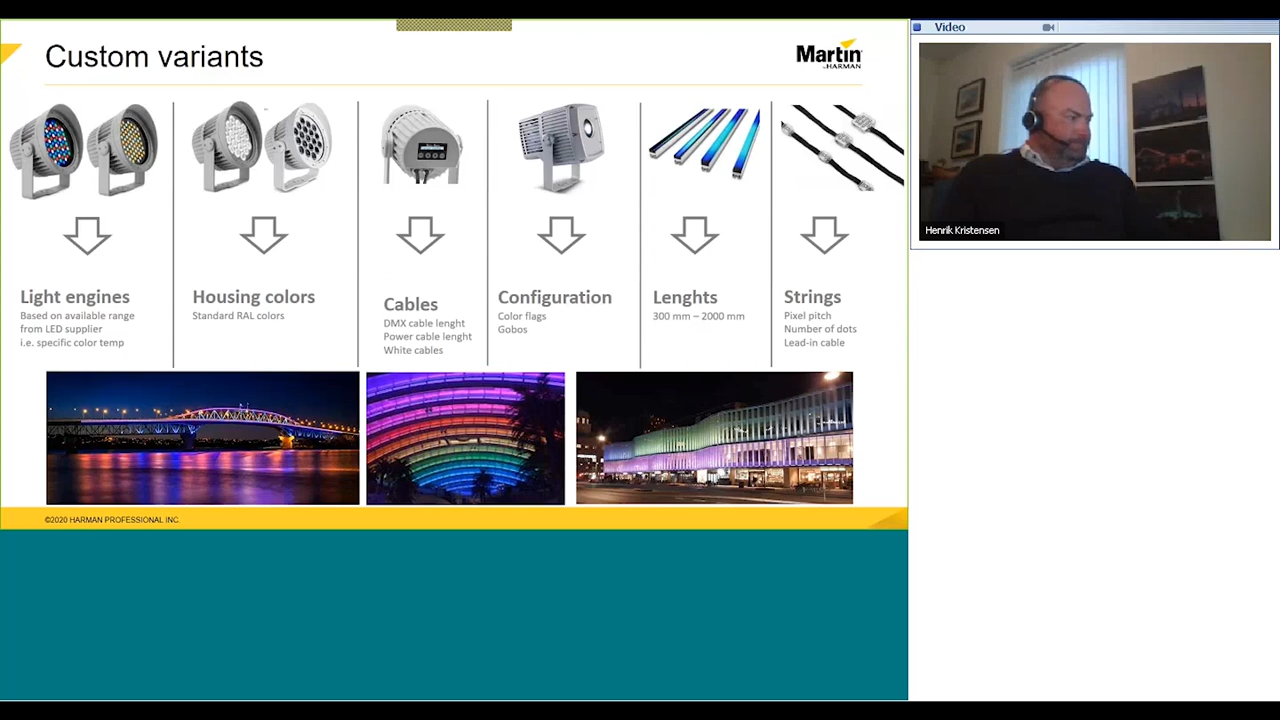 Custom variants
Martin
by HARMAN
Video
Henrik Kristensen
Light engines
Based on available range
from LED supplier
i.e. specific color temp
Housing colors
Standard RAL colors
Cables
DMX cable lenght
Power cable lenght
White cables
Configuration
Color flags
Gobos
Lenghts
300 mm – 2000 mm
Strings
Pixel pitch
Number of dots
Lead-in cable
©2020 HARMAN PROFESSIONAL INC.